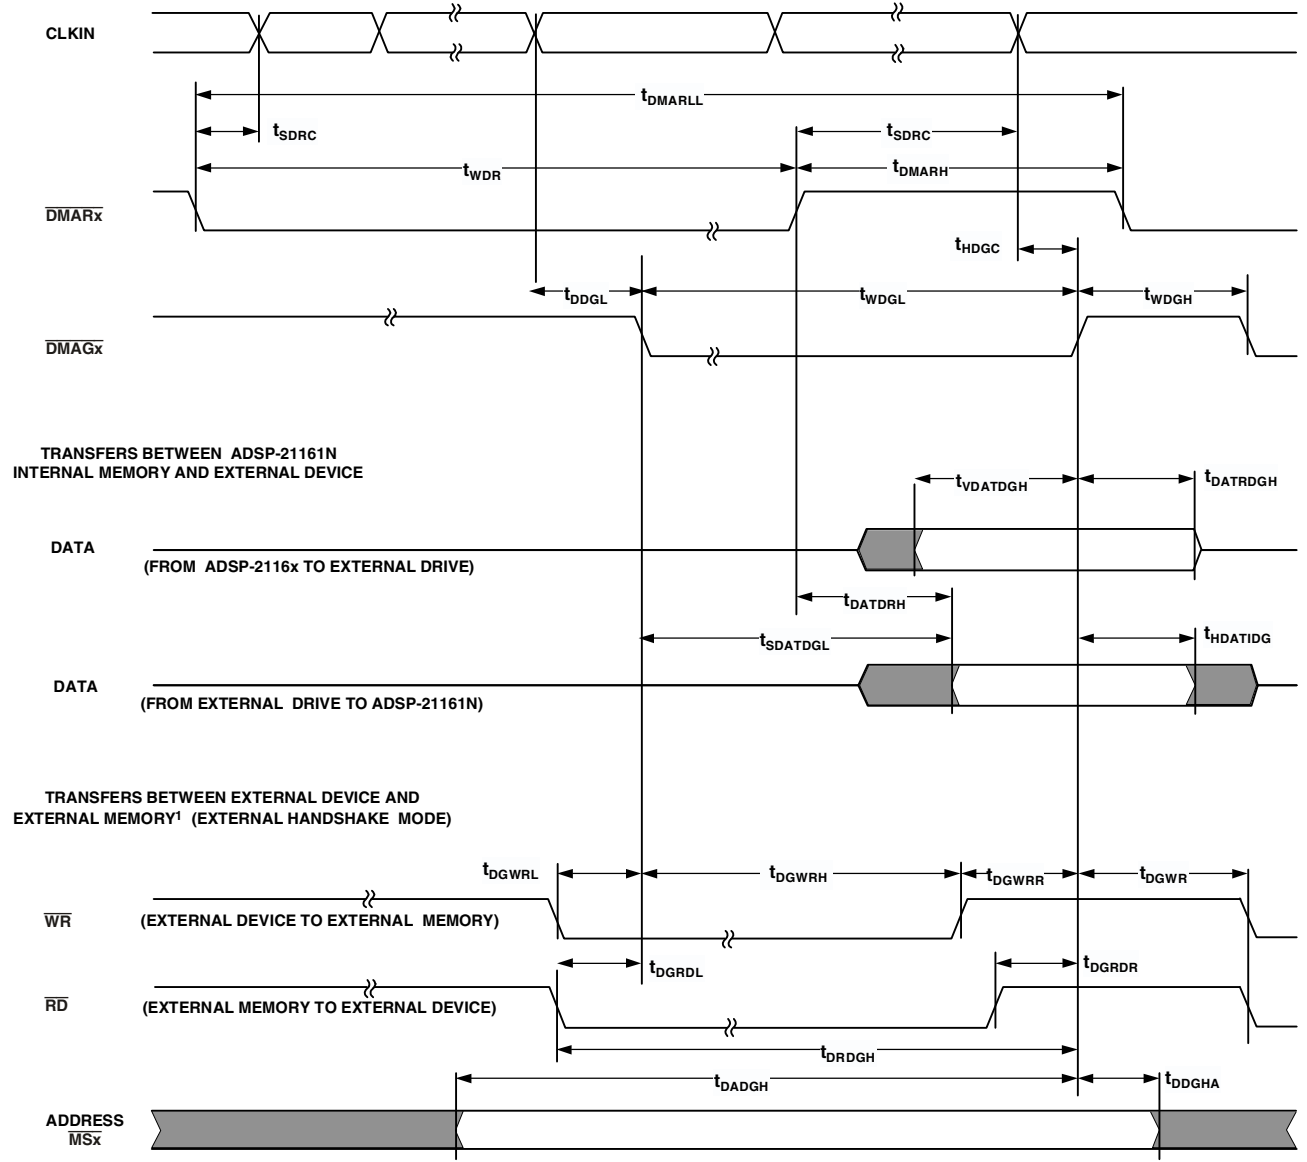 CLKIN
tDMARLL
tSDRC
tSDRC
tWDR
tDMARH
DMARx
tHDGC
tDDGL
tWDGL
tWDGH
DMAGx
TRANSFERS BETWEEN ADSP-21161N
INTERNAL MEMORY AND EXTERNAL DEVICE
tVDATDGH
tDATRDGH
DATA
(FROM ADSP-2116x TO EXTERNAL DRIVE)
tDATDRH
tSDATDGL
tHDATIDG
DATA
(FROM EXTERNAL DRIVE TO ADSP-21161N)
TRANSFERS BETWEEN EXTERNAL DEVICE AND
EXTERNAL MEMORY1 (EXTERNAL HANDSHAKE MODE)
tDGWRL
tDGWRH
tDGWRR
tDGWR
WR
(EXTERNAL DEVICE TO EXTERNAL MEMORY)
tDGRDL
tDGRDR
RD
(EXTERNAL MEMORY TO EXTERNAL DEVICE)
tDRDGH
tDADGH
tDDGHA
ADDRESS
MSx